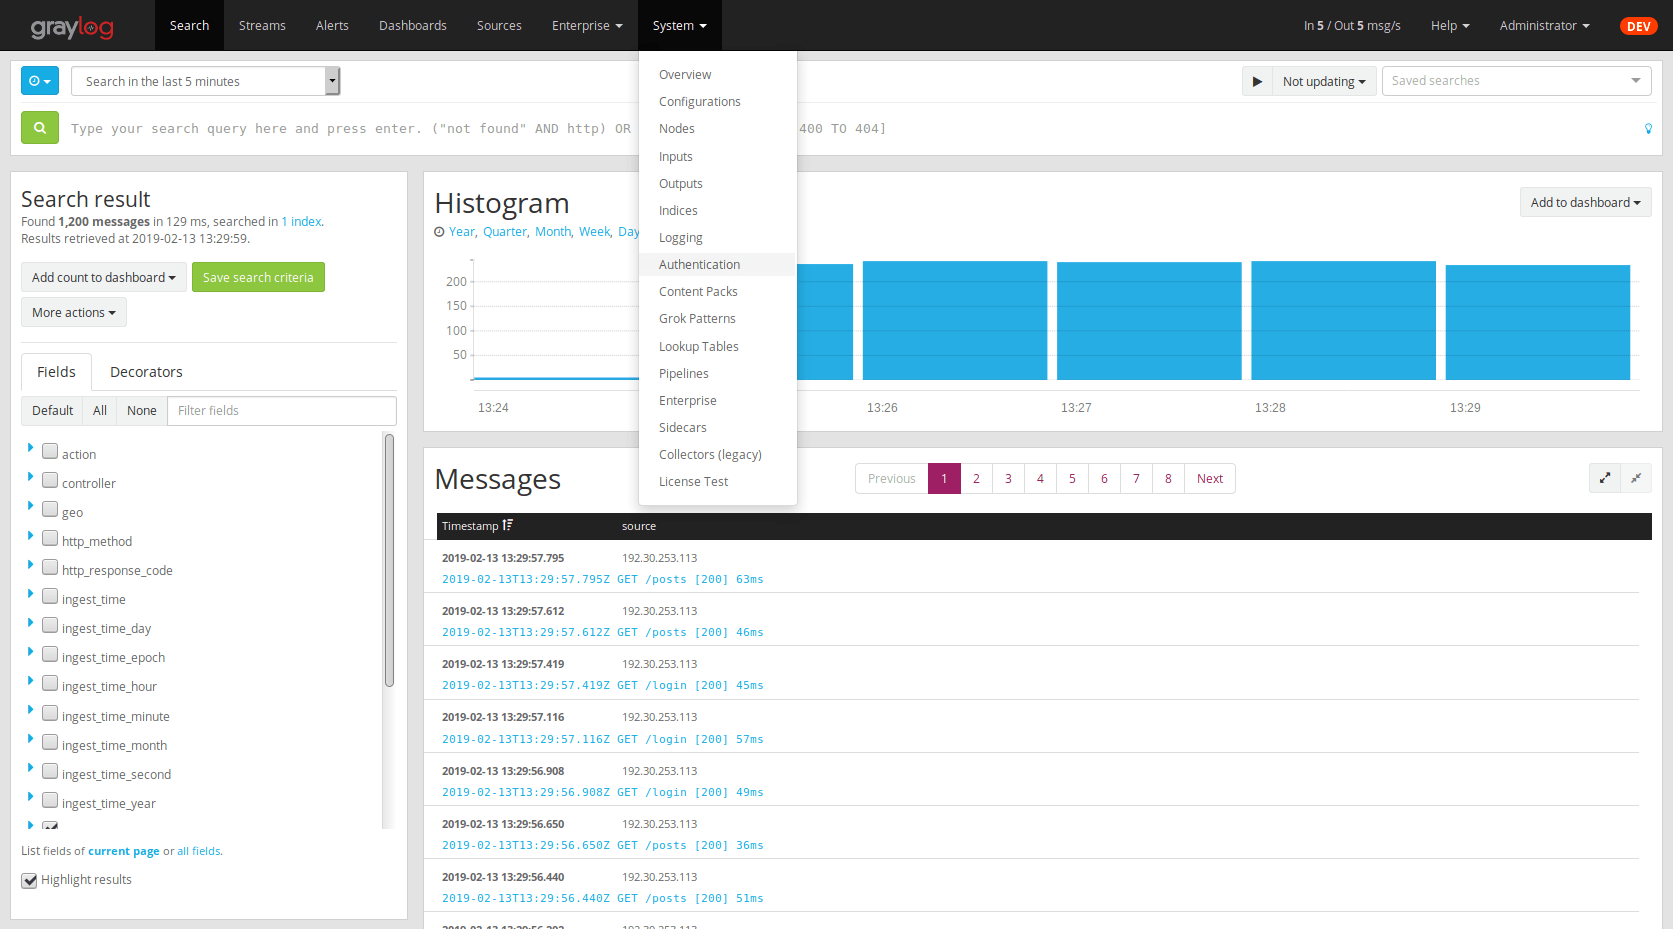 graylog Search Streams Alerts Dashboards Sources Enterprise System In 5 / Out 5 msg/s Help Administrator DEV
Search in the last 5 minutes
Not updating Saved searches
Type your search query here and press enter. ("not found" AND http) OR 400 TO 404]
Overview
Configurations
Nodes
Inputs
Outputs
Indices
Logging
Authentication
Content Packs
Grok Patterns
Lookup Tables
Pipelines
Enterprise
Sidecars
Collectors (legacy)
License Test
Search result
Found 1,200 messages in 129 ms, searched in 1 index.
Results retrieved at 2019-02-13 13:29:59.
Add count to dashboard Save search criteria
More actions
Fields Decorators
Default All None Filter fields
action
controller
geo
http_method
http_response_code
ingest_time
ingest_time_day
ingest_time_epoch
ingest_time_hour
ingest_time_minute
ingest_time_month
ingest_time_second
ingest_time_year
List fields of current page or all fields.
Highlight results
Histogram
Add to dashboard
Year, Quarter, Month, Week, Day
200
150
100
50
13:24 13:26 13:27 13:28 13:29
Messages
Previous 1 2 3 4 5 6 7 8 Next
Timestamp source
2019-02-13 13:29:57.795 192.30.253.113
2019-02-13T13:29:57.795Z GET /posts [200] 63ms
2019-02-13 13:29:57.612 192.30.253.113
2019-02-13T13:29:57.612Z GET /posts [200] 46ms
2019-02-13 13:29:57.419 192.30.253.113
2019-02-13T13:29:57.419Z GET /login [200] 45ms
2019-02-13 13:29:57.116 192.30.253.113
2019-02-13T13:29:57.116Z GET /login [200] 57ms
2019-02-13 13:29:56.908 192.30.253.113
2019-02-13T13:29:56.908Z GET /login [200] 49ms
2019-02-13 13:29:56.650 192.30.253.113
2019-02-13T13:29:56.650Z GET /posts [200] 36ms
2019-02-13 13:29:56.440 192.30.253.113
2019-02-13T13:29:56.440Z GET /posts [200] 51ms